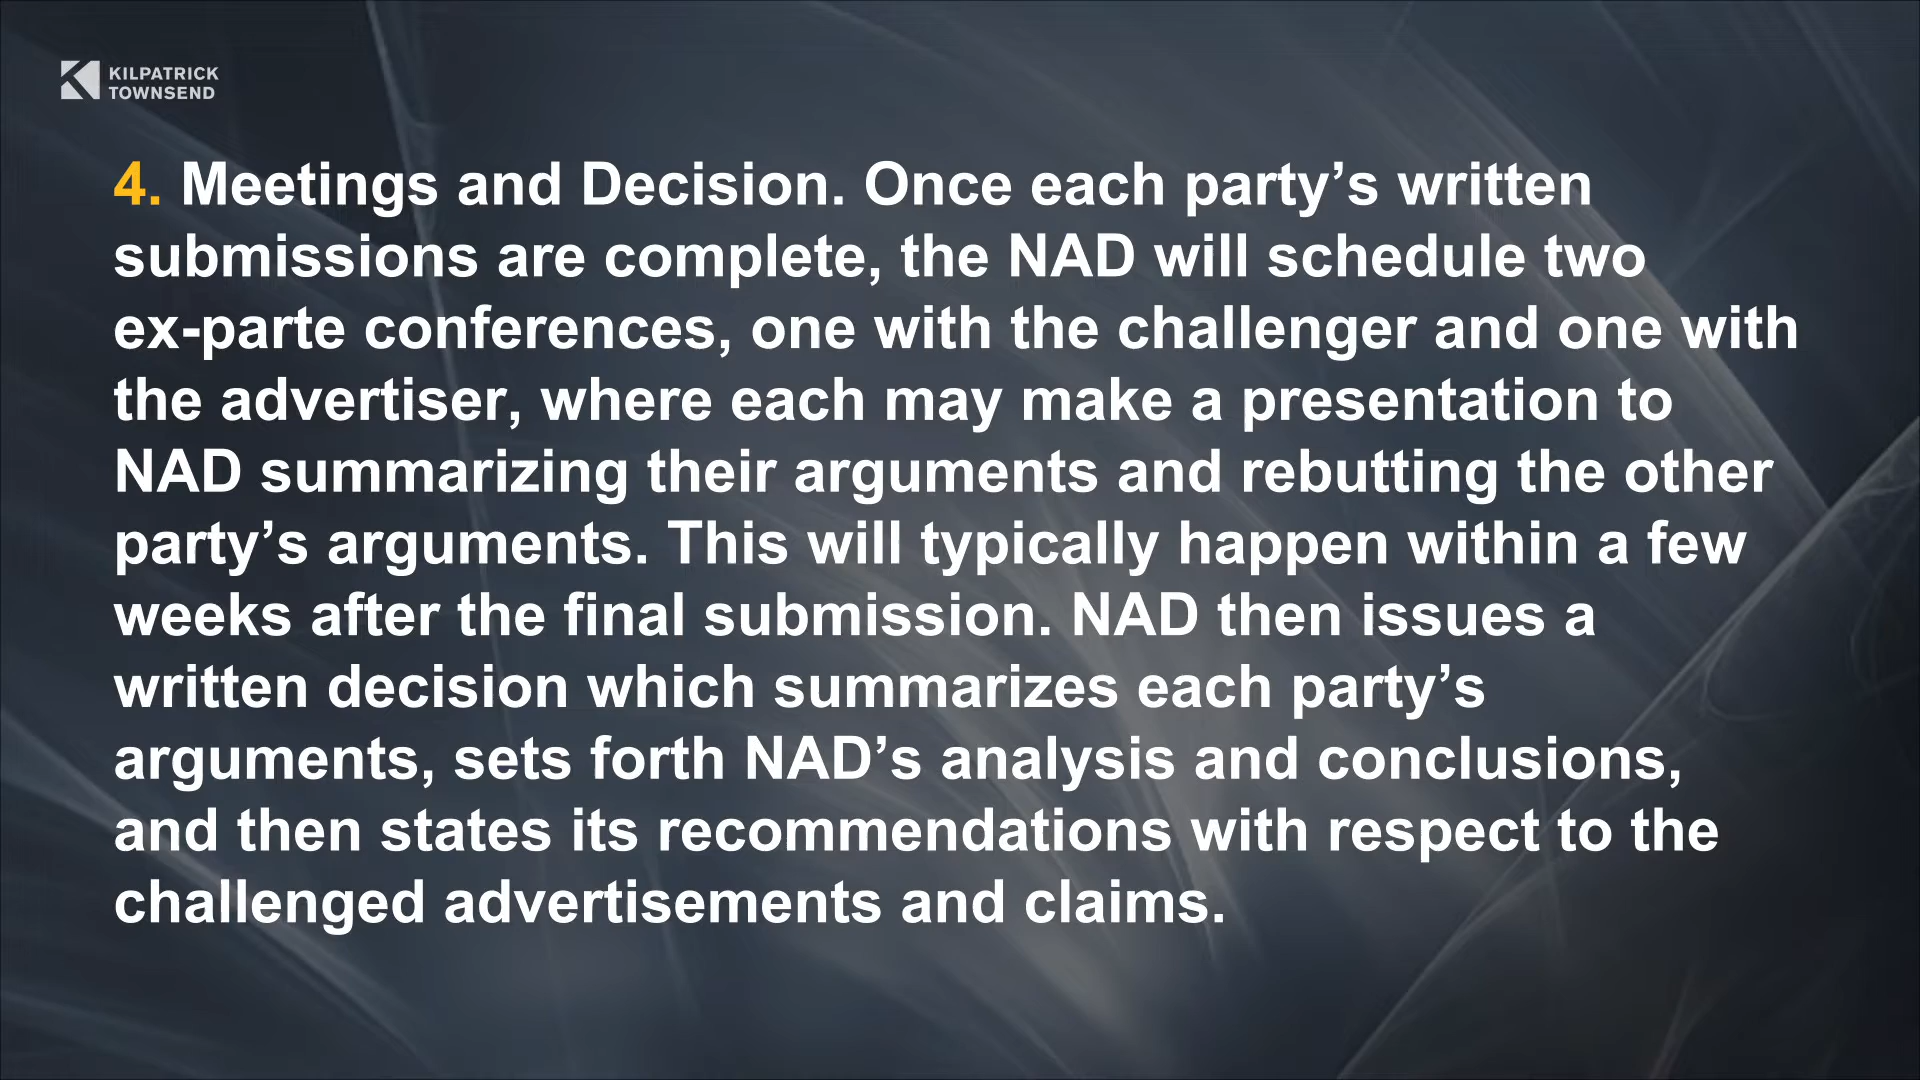 KILPATRICK
TOWNSEND
4. Meetings and Decision. Once each party’s written
submissions are complete, the NAD will schedule two
ex-parte conferences, one with the challenger and one with
the advertiser, where each may make a presentation to
NAD summarizing their arguments and rebutting the other
party’s arguments. This will typically happen within a few
weeks after the final submission. NAD then issues a
written decision which summarizes each party’s
arguments, sets forth NAD’s analysis and conclusions,
and then states its recommendations with respect to the
challenged advertisements and claims.